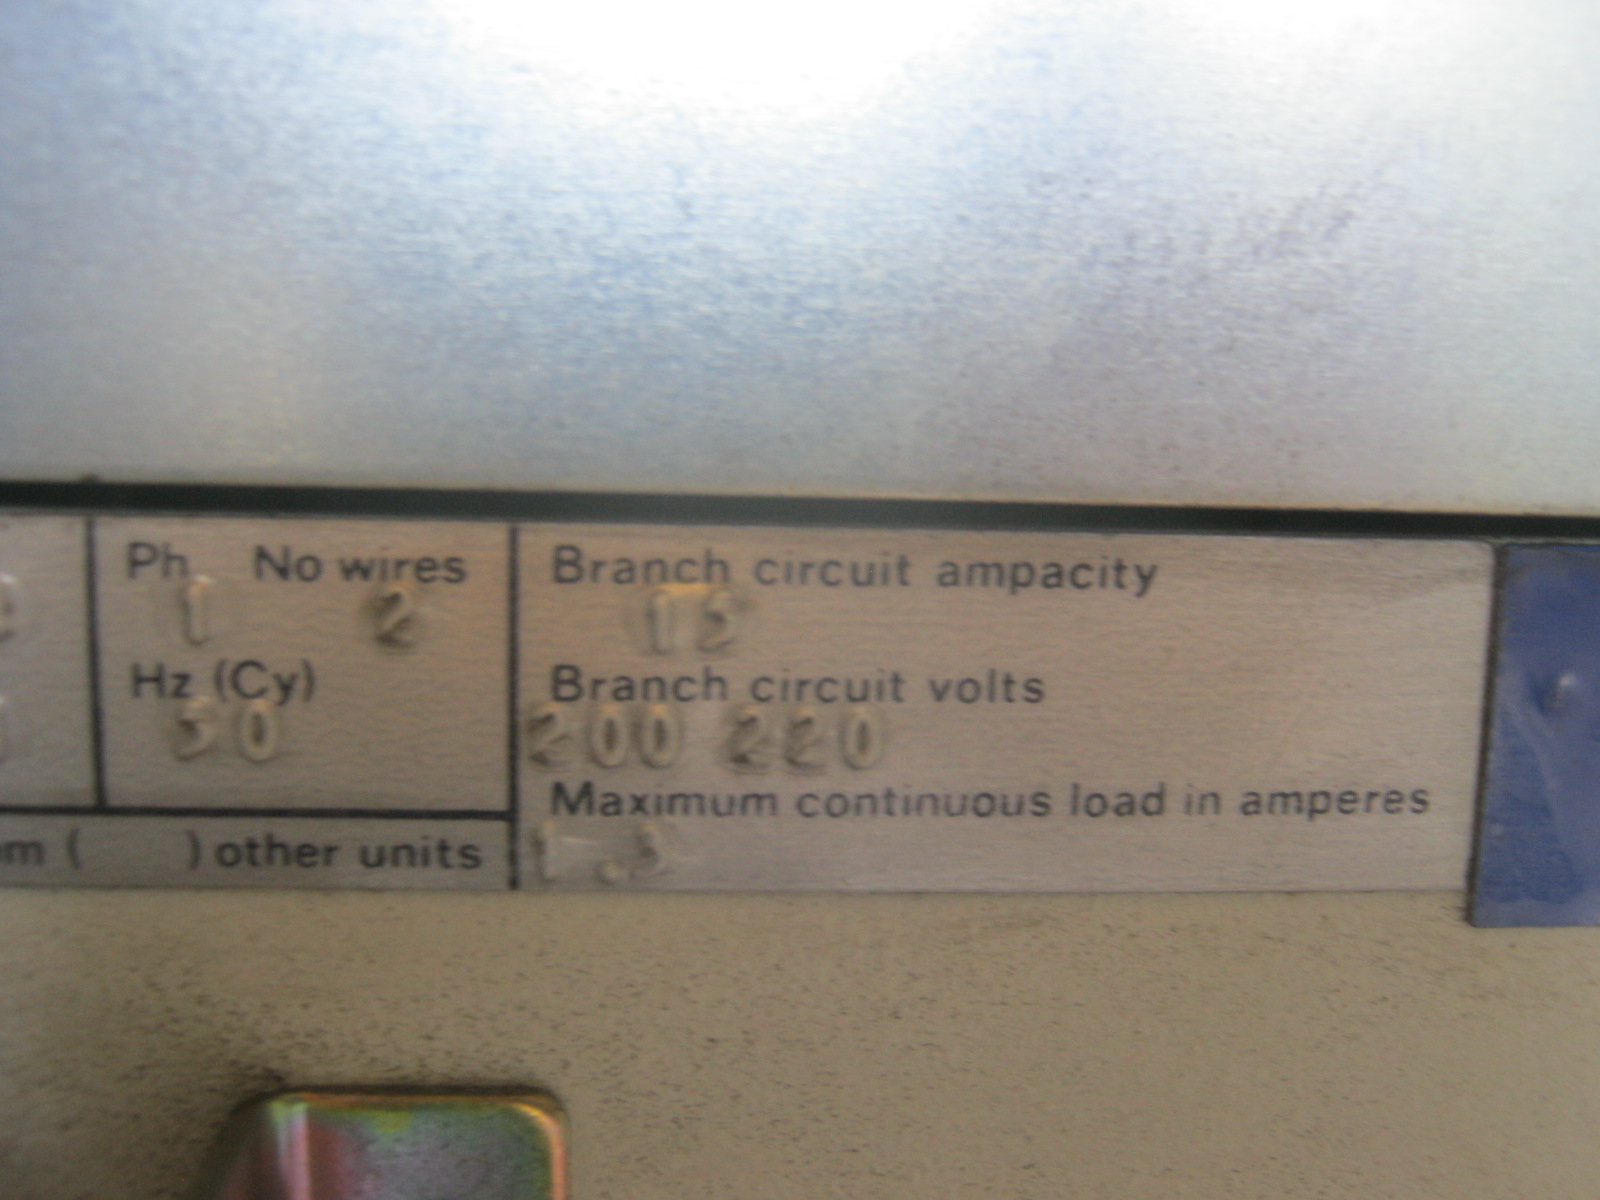 Ph No wires
1 2
Hz (Cy)
50
m ( ) other units
Branch circuit ampacity
15
Branch circuit volts
200 220
Maximum continuous load in amperes